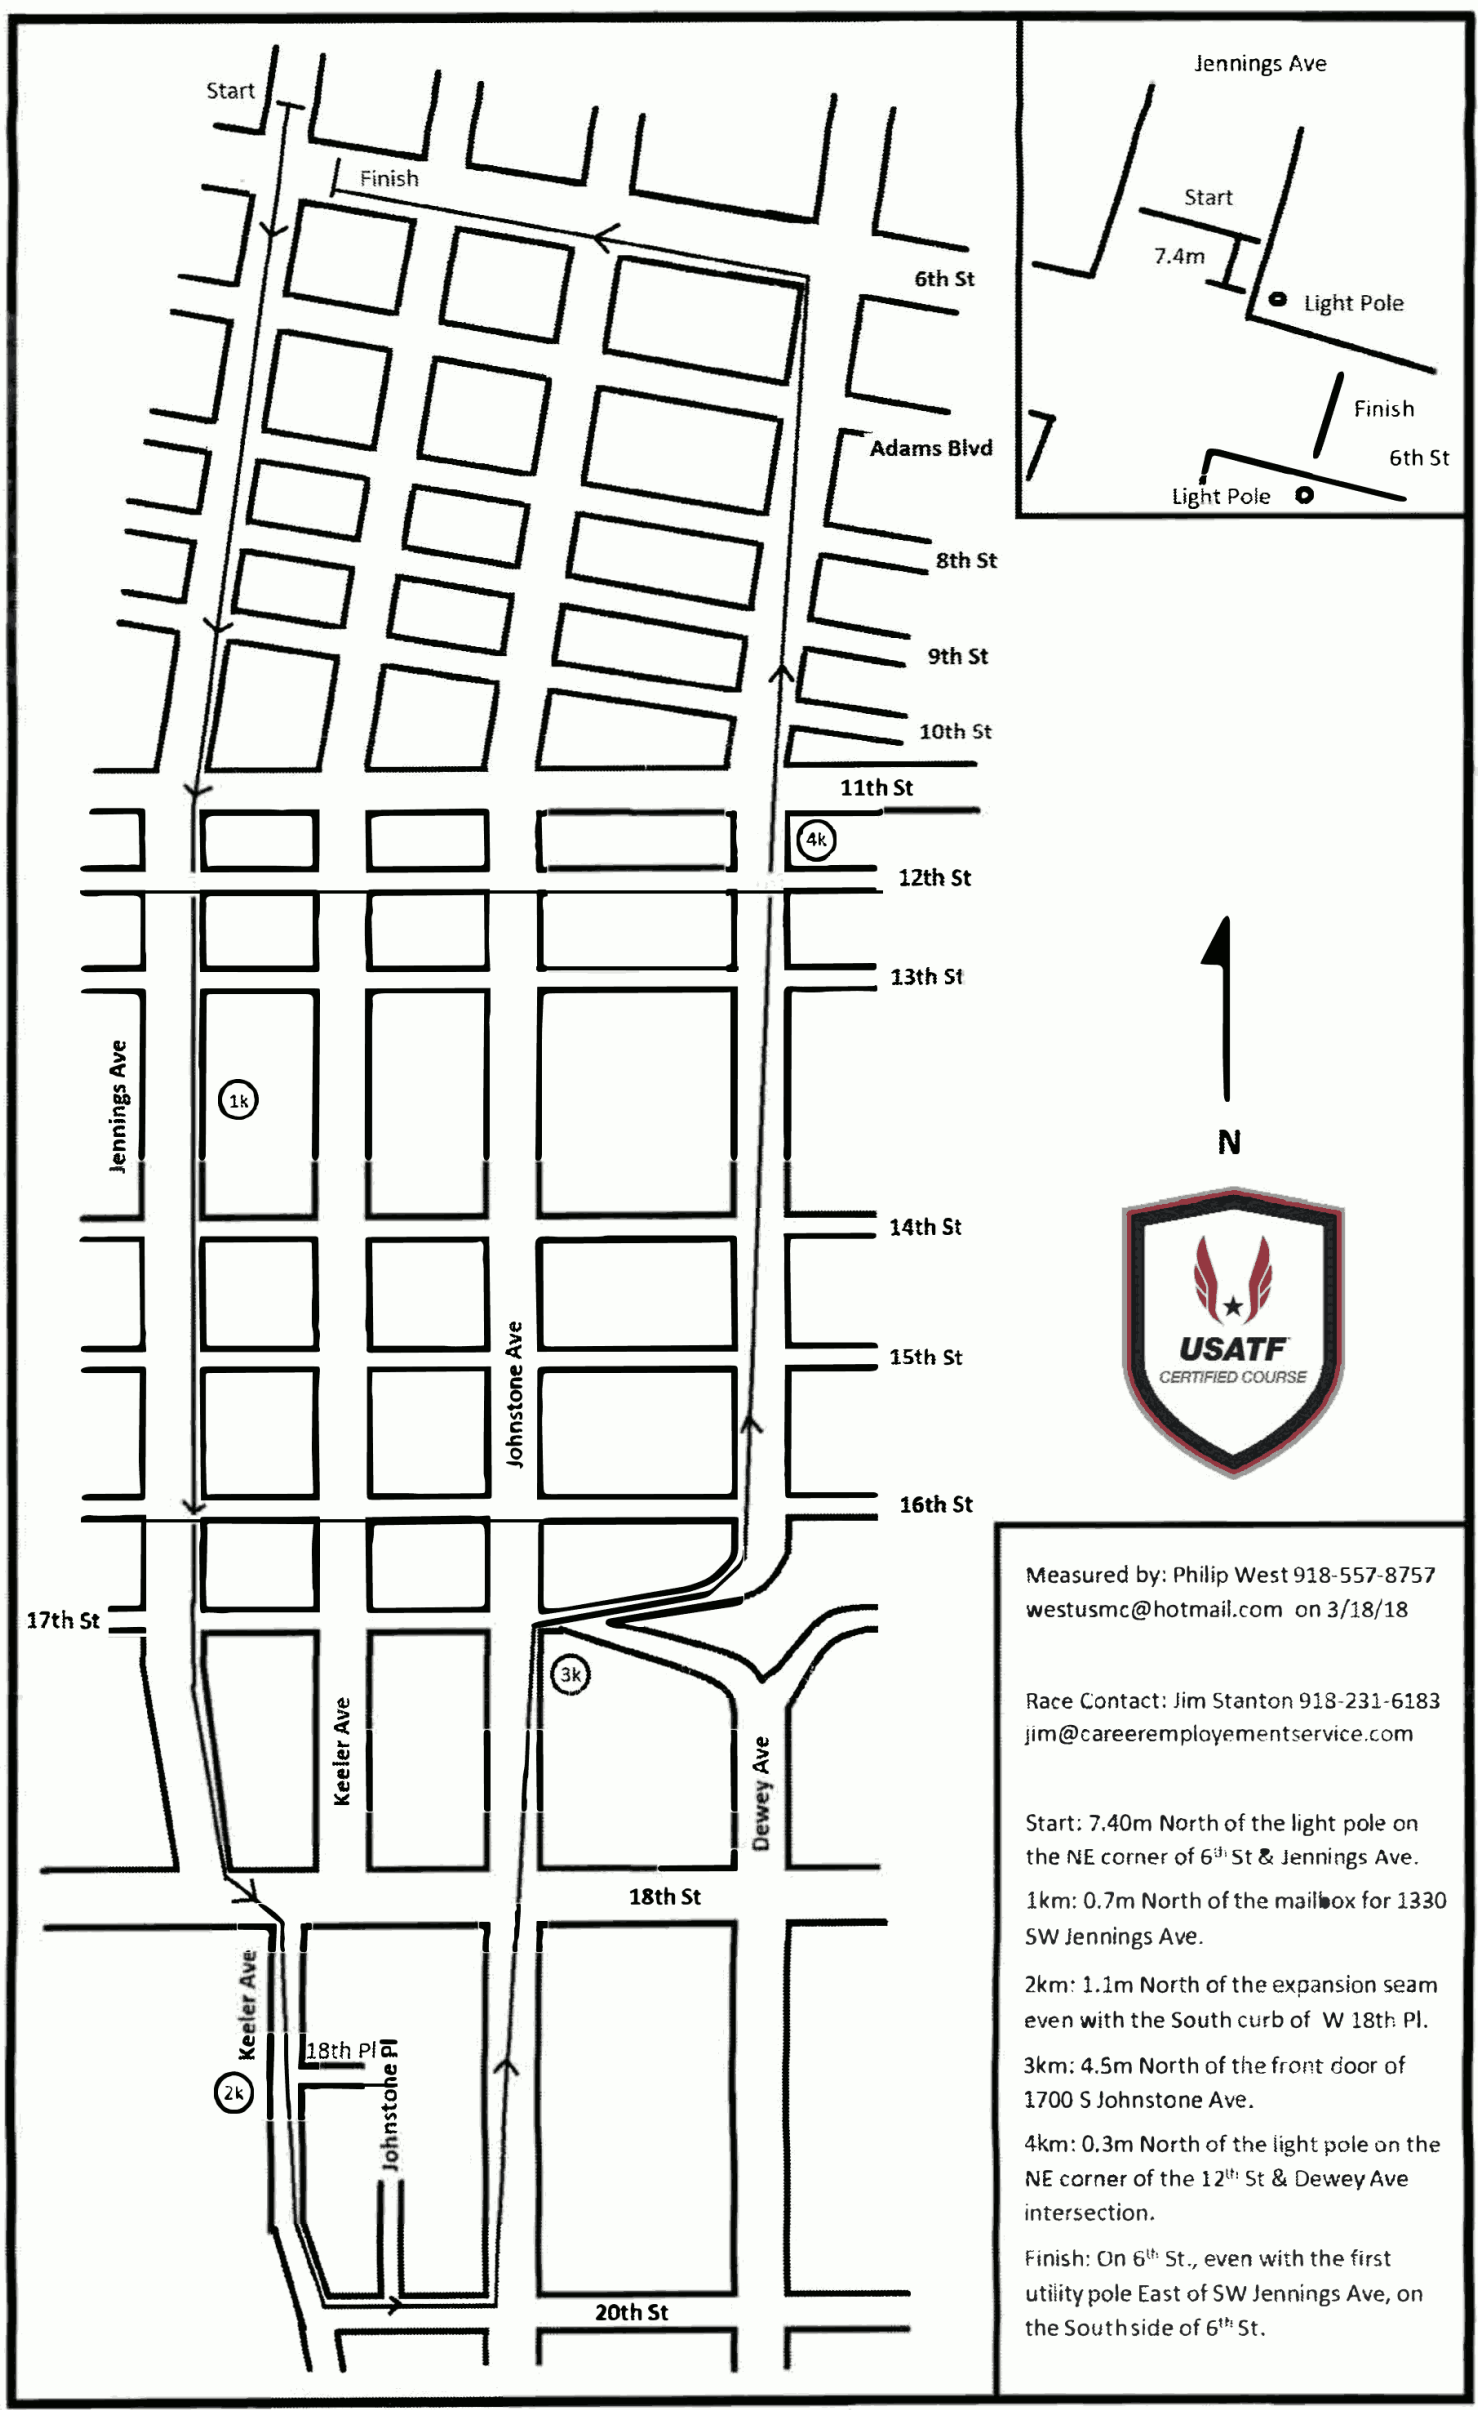 Start
Finish
6th St
Adams Blvd
8th St
9th St
10th St
11th St
4k
12th St
13th St
Jennings Ave
1k
14th St
Johnstone Ave
15th St
16th St
17th St
3k
Keeler Ave
Dewey Ave
18th St
Keeler Ave
18th Pl
Johnstone Pl
2k
20th St
Jennings Ave
Start
7.4m
Light Pole
Finish
6th St
Light Pole
N
USATF
CERTIFIED COURSE
Measured by: Philip West 918-557-8757
westusmc@hotmail.com on 3/18/18
Race Contact: Jim Stanton 918-231-6183
jim@careeremployementservice.com
Start: 7.40m North of the light pole on
the NE corner of 6th St & Jennings Ave.
1km: 0.7m North of the mailbox for 1330
SW Jennings Ave.
2km: 1.1m North of the expansion seam
even with the South curb of W 18th Pl.
3km: 4.5m North of the front door of
1700 S Johnstone Ave.
4km: 0.3m North of the light pole on the
NE corner of the 12th St & Dewey Ave
intersection.
Finish: On 6th St., even with the first
utility pole East of SW Jennings Ave, on
the South side of 6th St.